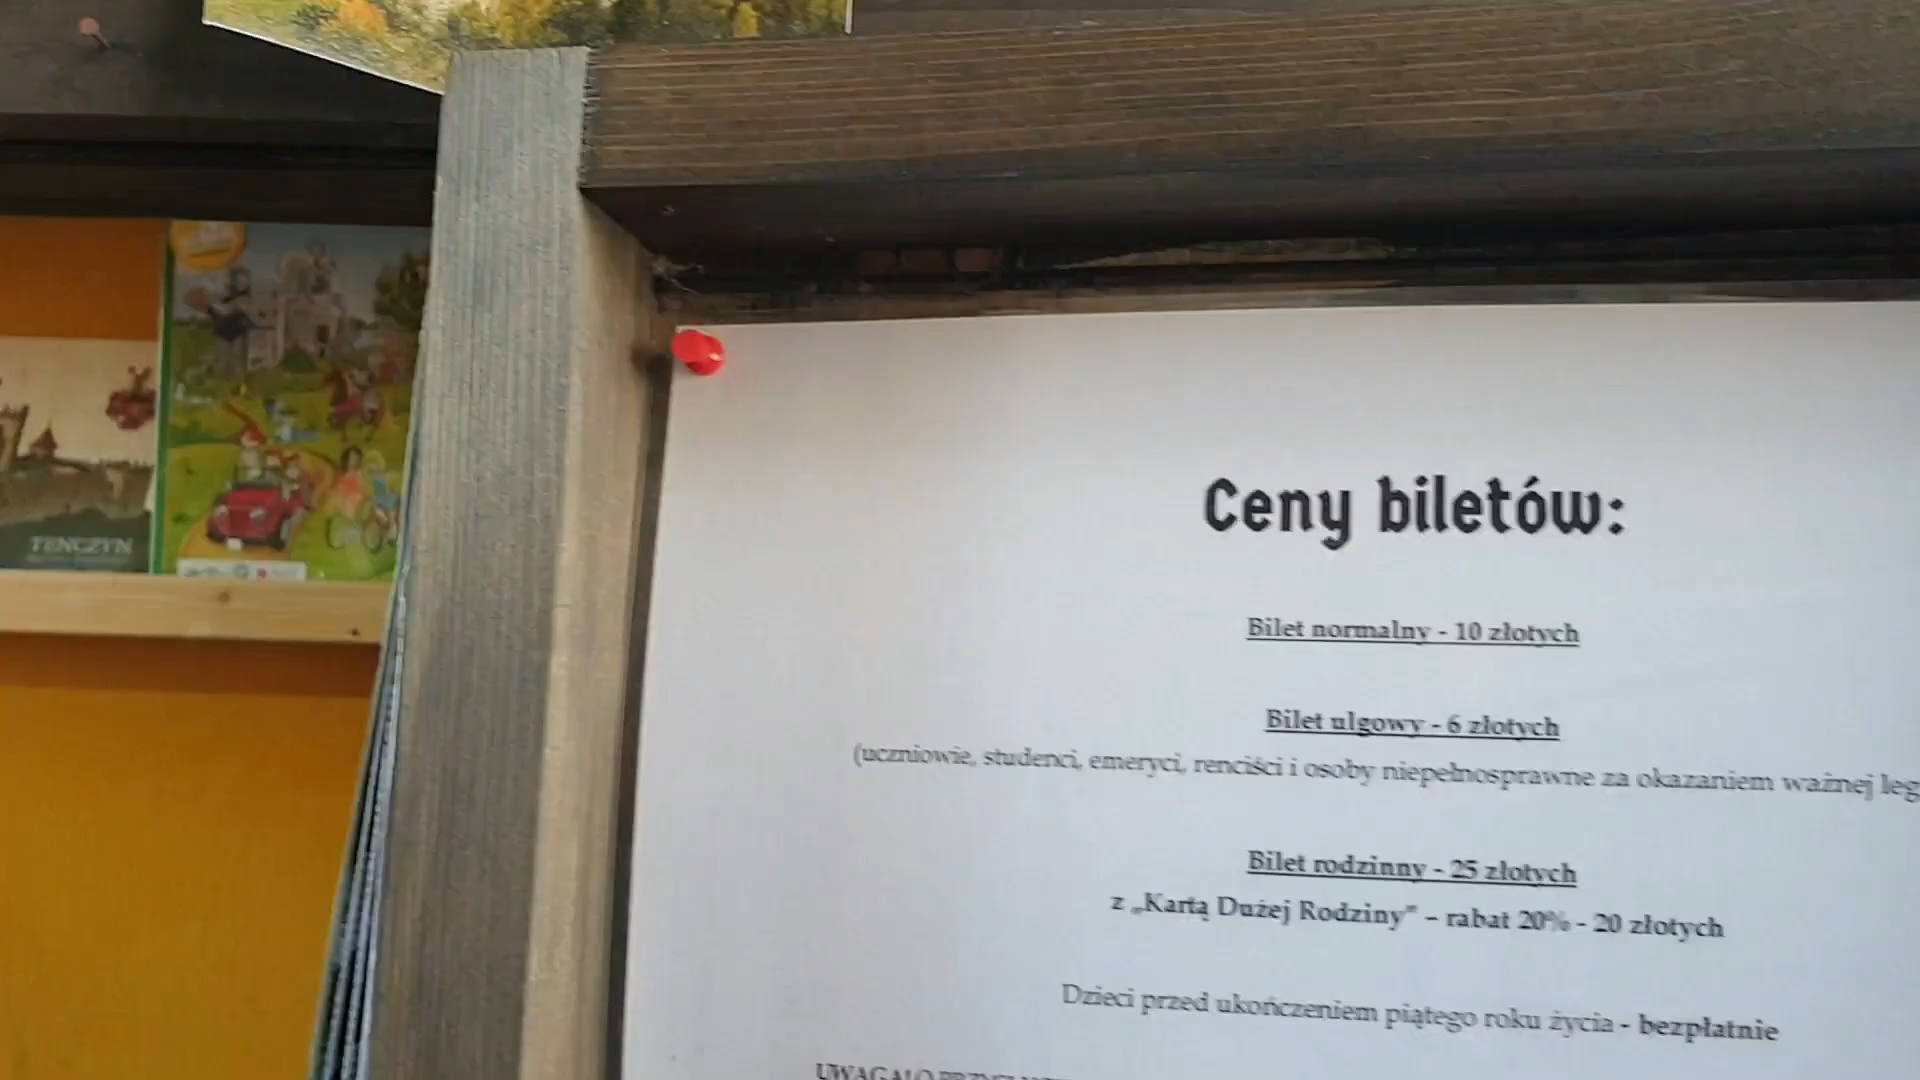 TENCZYN
Ceny biletów:
Bilet normalny - 10 złotych
Bilet ulgowy - 6 złotych
(uczniowie, studenci, emeryci, renciści i osoby niepełnosprawne za okazaniem ważnej leg
Bilet rodzinny - 25 złotych
z „Kartą Dużej Rodziny" – rabat 20% - 20 złotych
Dzieci przed ukończeniem piątego roku życia - bezpłatnie